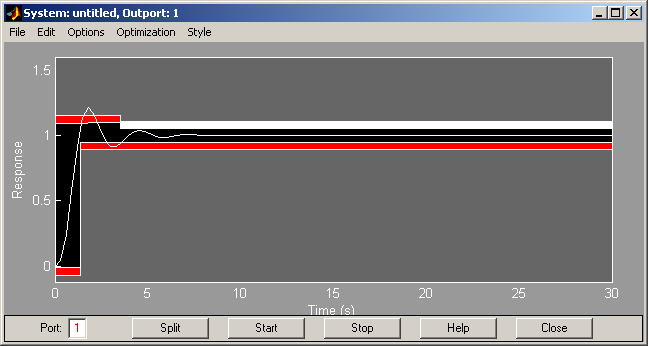 System: untitled, Outport: 1
File Edit Options Optimization Style
1.5
1
0.5
0
Response
0 5 10 15 20 25 30
Time (s)
Port: 1 Split Start Stop Help Close